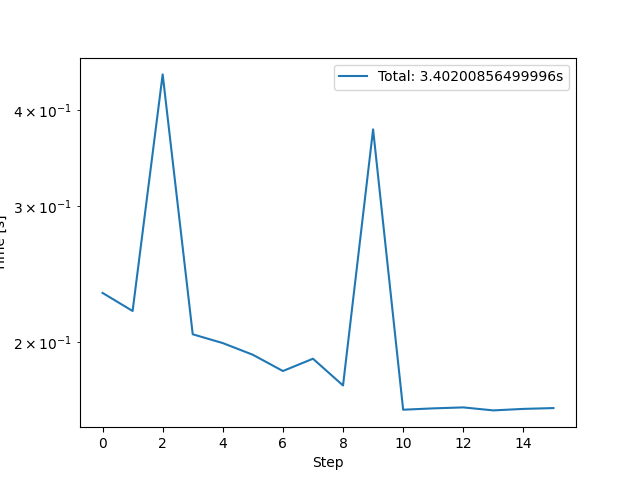 Total: 3.40200856499996s
4 × 10⁻¹
3 × 10⁻¹
2 × 10⁻¹
Time [s]
0 2 4 6 8 10 12 14
Step